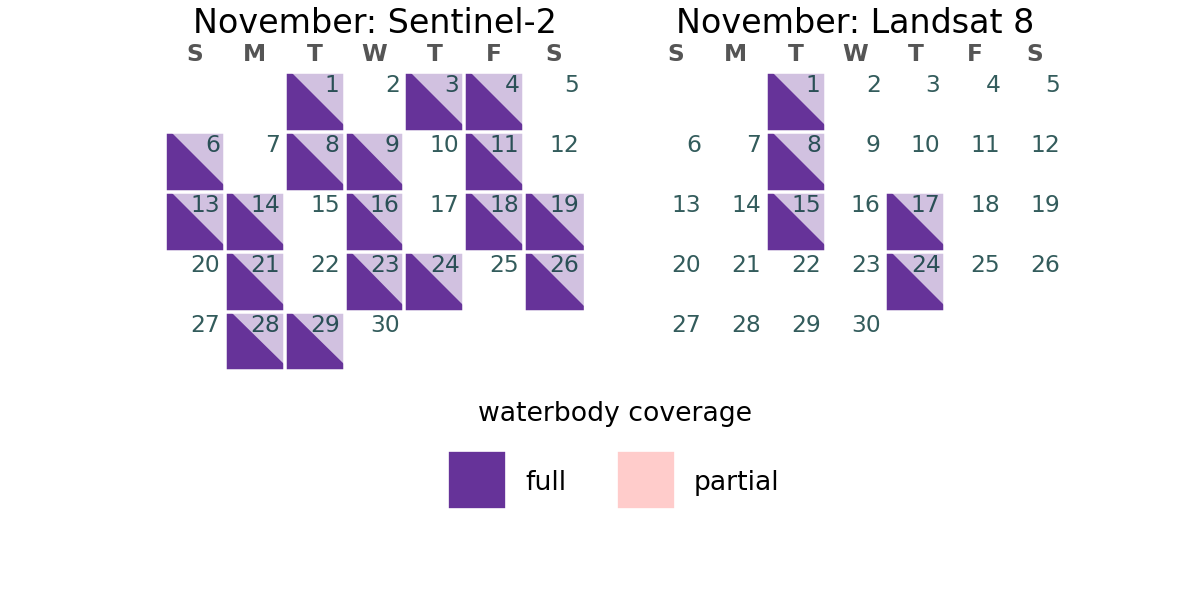 November: Sentinel-2
S M T W T F S
1 2 3 4 5
6 7 8 9 10 11 12
13 14 15 16 17 18 19
20 21 22 23 24 25 26
27 28 29 30
November: Landsat 8
S M T W T F S
1 2 3 4 5
6 7 8 9 10 11 12
13 14 15 16 17 18 19
20 21 22 23 24 25 26
27 28 29 30
waterbody coverage
full
partial